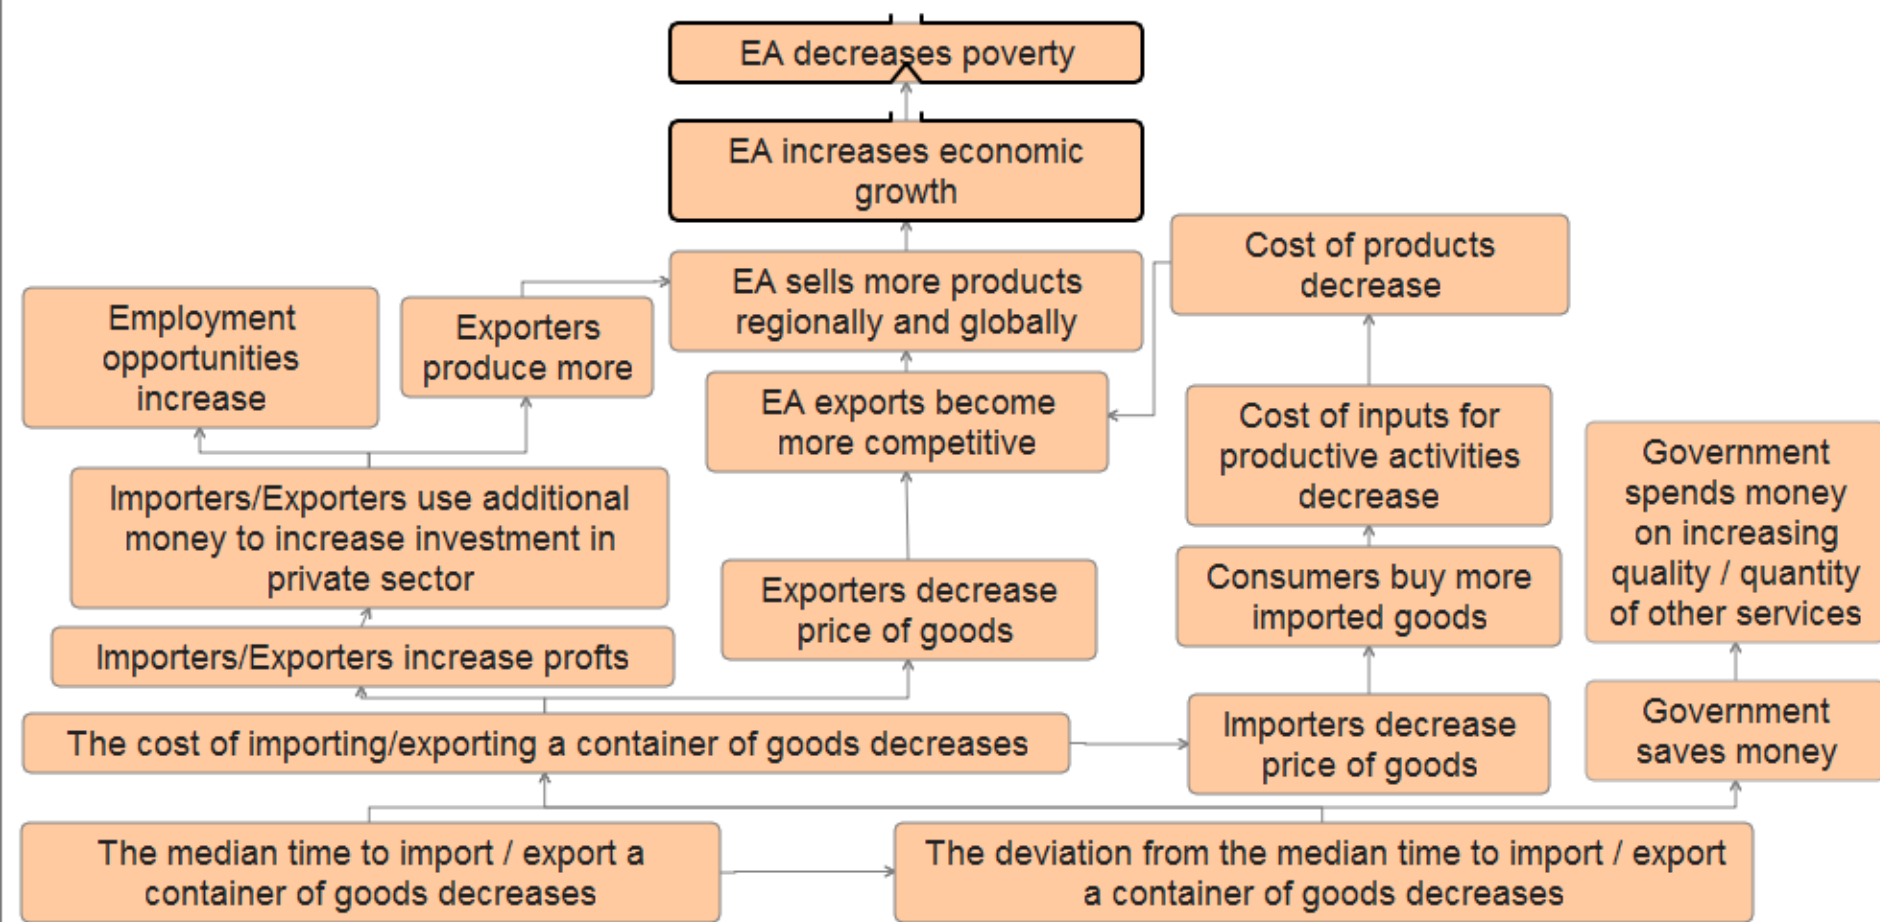 EA decreases poverty
EA increases economic
growth
Cost of products
decrease
EA sells more products
regionally and globally
Employment
opportunities
increase
Exporters
produce more
EA exports become
more competitive
Cost of inputs for
productive activities
decrease
Government
spends money
on increasing
quality / quantity
of other services
Importers/Exporters use additional
money to increase investment in
private sector
Exporters decrease
price of goods
Consumers buy more
imported goods
Importers/Exporters increase profts
The cost of importing/exporting a container of goods decreases
Importers decrease
price of goods
Government
saves money
The median time to import / export a
container of goods decreases
The deviation from the median time to import / export
a container of goods decreases